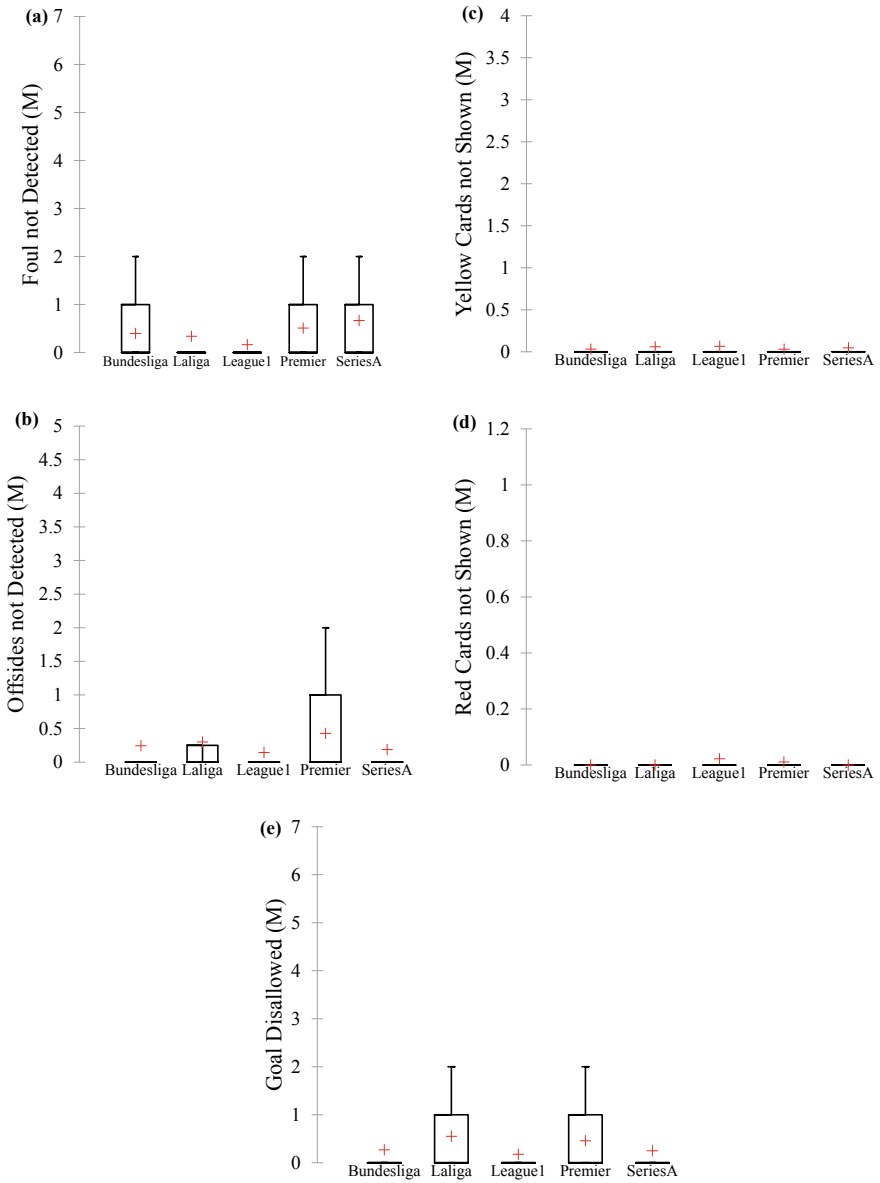 (a)
Foul not Detected (M)
7
6
5
4
3
2
1
0
Bundesliga Laliga League1 Premier SeriesA
(c)
Yellow Cards not Shown (M)
4
3.5
3
2.5
2
1.5
1
0.5
0
Bundesliga Laliga League1 Premier SeriesA
(b)
Offsides not Detected (M)
5
4.5
4
3.5
3
2.5
2
1.5
1
0.5
0
Bundesliga Laliga League1 Premier SeriesA
(d)
Red Cards not Shown (M)
1.2
1
0.8
0.6
0.4
0.2
0
Bundesliga Laliga League1 Premier SeriesA
(e)
Goal Disallowed (M)
7
6
5
4
3
2
1
0
Bundesliga Laliga League1 Premier SeriesA